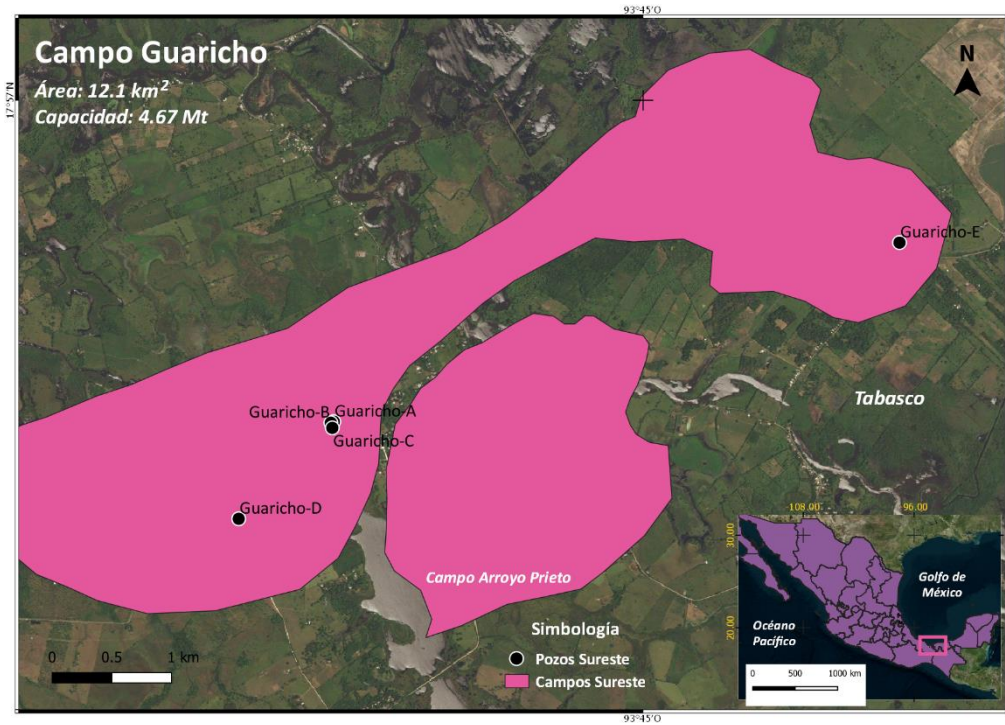 93°45'O
Campo Guaricho
Área: 12.1 km²
Capacidad: 4.67 Mt
N
17°57'N
Guaricho-E
Guaricho-B
Guaricho-A
Guaricho-C
Tabasco
Guaricho-D
-108.00
96.00
30.00
20.00
Golfo de
México
Océano
Pacífico
0 500 1000 km
Campo Arroyo Prieto
Simbología
Pozos Sureste
Campos Sureste
0 0.5 1 km
93°45'O